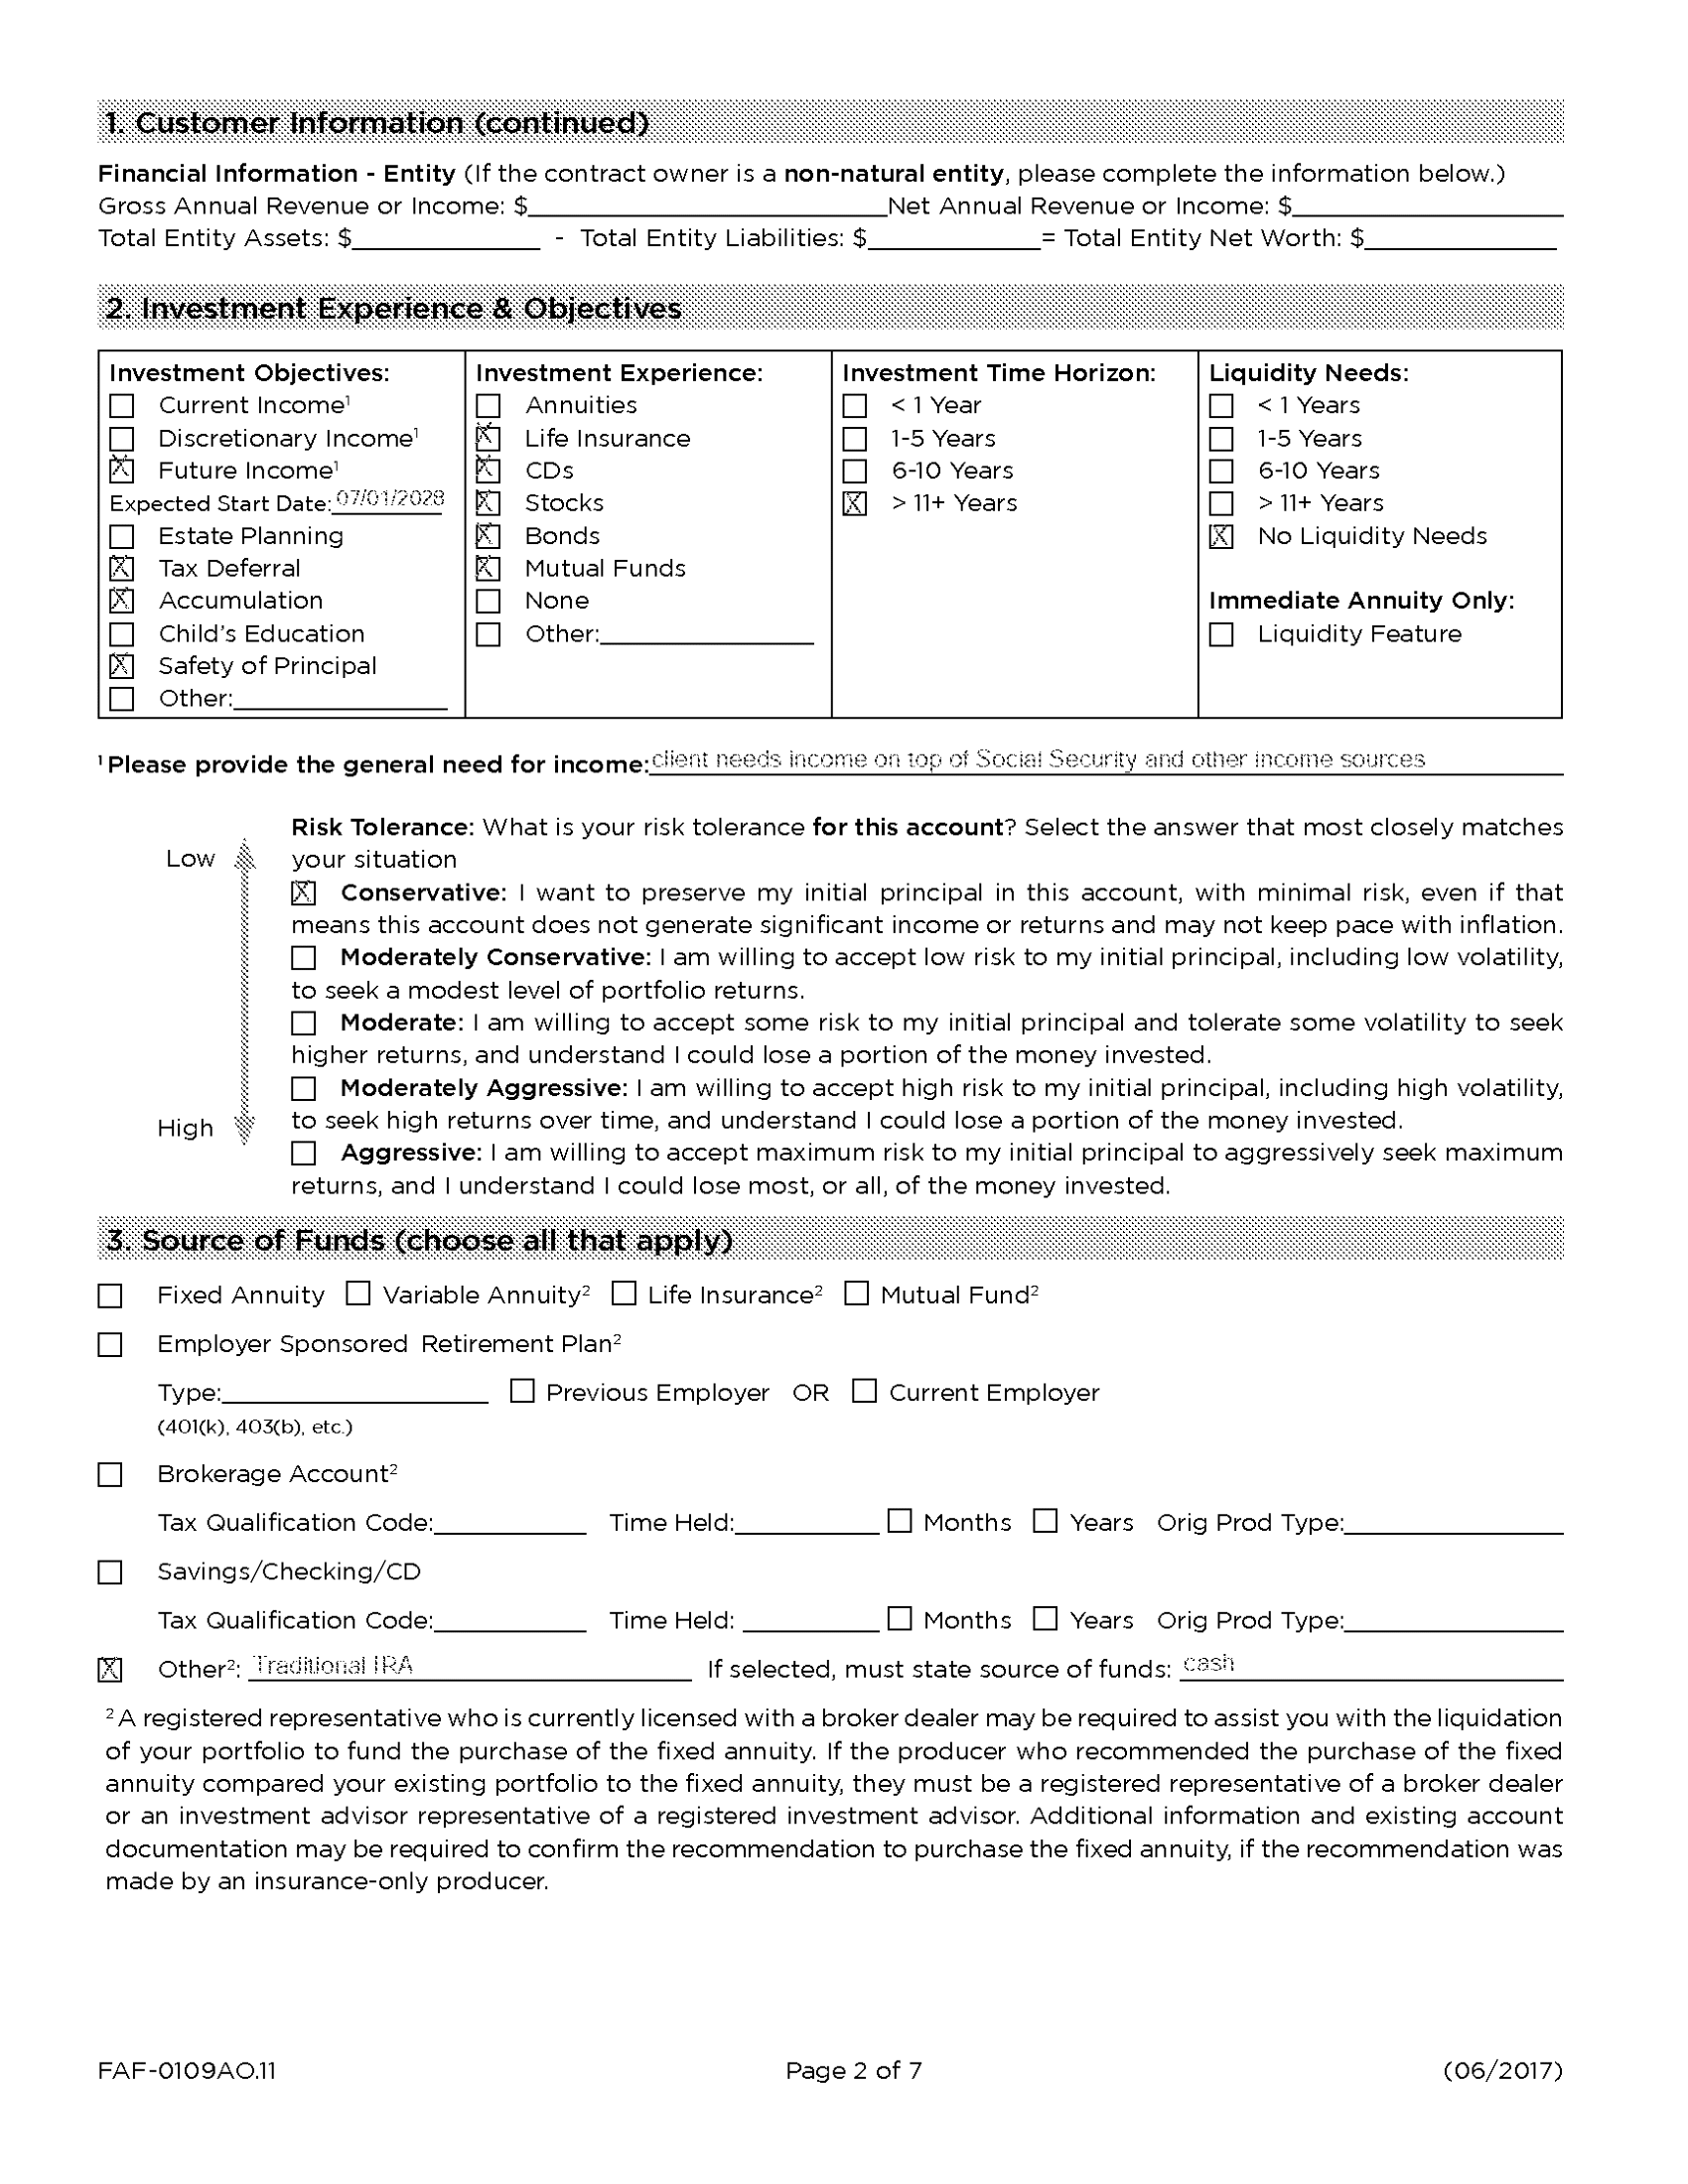 1. Customer Information (continued)
Financial Information - Entity (If the contract owner is a non-natural entity, please complete the information below.)
Gross Annual Revenue or Income: $ Net Annual Revenue or Income: $
Total Entity Assets: $ - Total Entity Liabilities: $ = Total Entity Net Worth: $
2. Investment Experience & Objectives
Investment Objectives:
Current Income¹
Discretionary Income¹
X Future Income¹
Expected Start Date: 07/01/2028
Estate Planning
X Tax Deferral
X Accumulation
Child's Education
X Safety of Principal
Other:
Investment Experience:
Annuities
X Life Insurance
X CDs
X Stocks
X Bonds
X Mutual Funds
None
Other:
Investment Time Horizon:
< 1 Year
1-5 Years
6-10 Years
X > 11+ Years
Liquidity Needs:
< 1 Years
1-5 Years
6-10 Years
> 11+ Years
X No Liquidity Needs
Immediate Annuity Only:
Liquidity Feature
¹ Please provide the general need for income: client needs income on top of Social Security and other income sources
Low
High
Risk Tolerance: What is your risk tolerance for this account? Select the answer that most closely matches
your situation
X Conservative: I want to preserve my initial principal in this account, with minimal risk, even if that
means this account does not generate significant income or returns and may not keep pace with inflation.
Moderately Conservative: I am willing to accept low risk to my initial principal, including low volatility,
to seek a modest level of portfolio returns.
Moderate: I am willing to accept some risk to my initial principal and tolerate some volatility to seek
higher returns, and understand I could lose a portion of the money invested.
Moderately Aggressive: I am willing to accept high risk to my initial principal, including high volatility,
to seek high returns over time, and understand I could lose a portion of the money invested.
Aggressive: I am willing to accept maximum risk to my initial principal to aggressively seek maximum
returns, and I understand I could lose most, or all, of the money invested.
3. Source of Funds (choose all that apply)
Fixed Annuity Variable Annuity² Life Insurance² Mutual Fund²
Employer Sponsored Retirement Plan²
Type: Previous Employer OR Current Employer
(401(k), 403(b), etc.)
Brokerage Account²
Tax Qualification Code: Time Held: Months Years Orig Prod Type:
Savings/Checking/CD
Tax Qualification Code: Time Held: Months Years Orig Prod Type:
X Other²: Traditional IRA If selected, must state source of funds: cash
² A registered representative who is currently licensed with a broker dealer may be required to assist you with the liquidation
of your portfolio to fund the purchase of the fixed annuity. If the producer who recommended the purchase of the fixed
annuity compared your existing portfolio to the fixed annuity, they must be a registered representative of a broker dealer
or an investment advisor representative of a registered investment advisor. Additional information and existing account
documentation may be required to confirm the recommendation to purchase the fixed annuity, if the recommendation was
made by an insurance-only producer.
FAF-0109AO.11 Page 2 of 7 (06/2017)